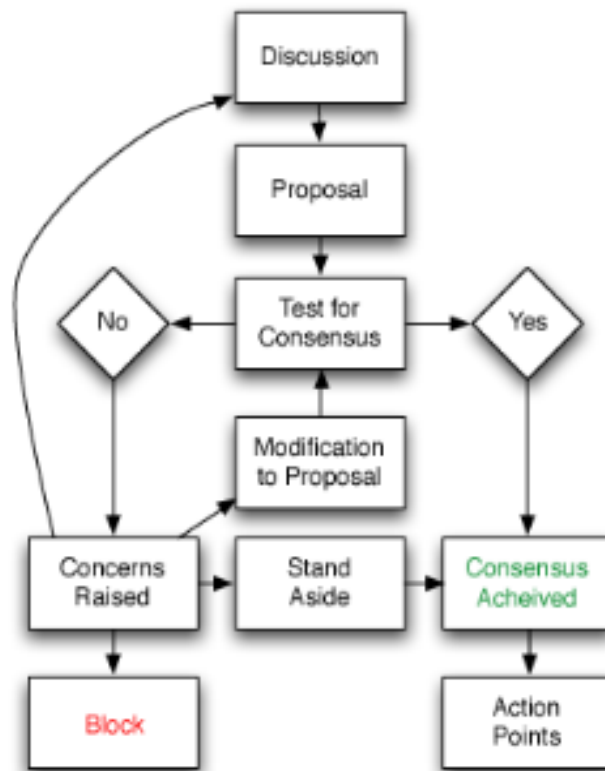 Discussion
Proposal
No
Test for
Consensus
Yes
Modification
to Proposal
Concerns
Raised
Stand
Aside
Consensus
Acheived
Block
Action
Points